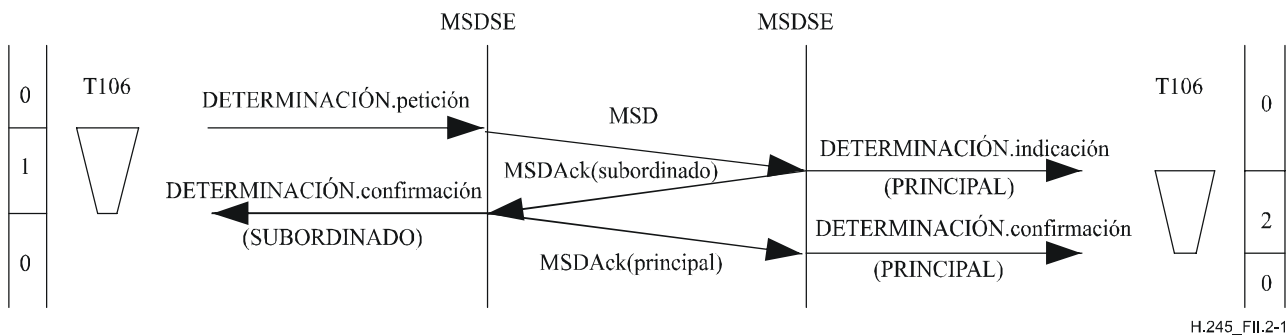 MSDSE
MSDSE
T106
T106
0
0
DETERMINACIÓN.petición
MSD
DETERMINACIÓN.indicación
1
MSDAck(subordinado)
(PRINCIPAL)
DETERMINACIÓN.confirmación
2
DETERMINACIÓN.confirmación
(SUBORDINADO)
MSDAck(principal)
(PRINCIPAL)
0
0
H.245_FII.2-1